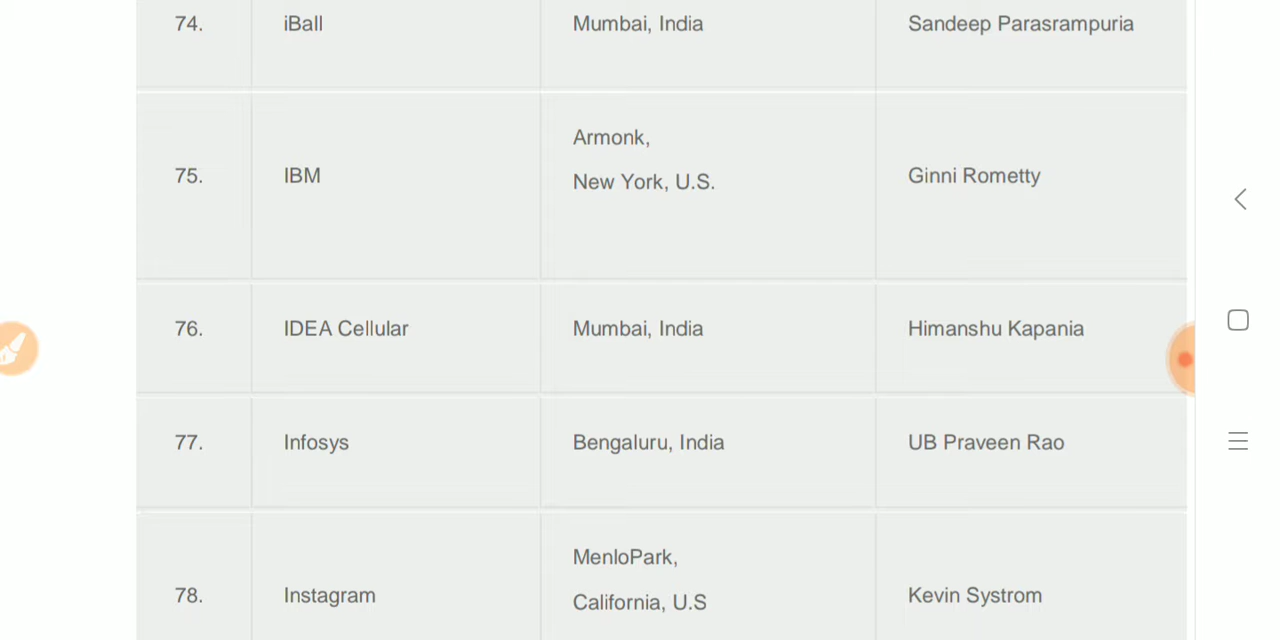 74. iBall Mumbai, India Sandeep Parasrampuria
Armonk,
75. IBM New York, U.S. Ginni Rometty
76. IDEA Cellular Mumbai, India Himanshu Kapania
77. Infosys Bengaluru, India UB Praveen Rao
MenloPark,
78. Instagram California, U.S Kevin Systrom